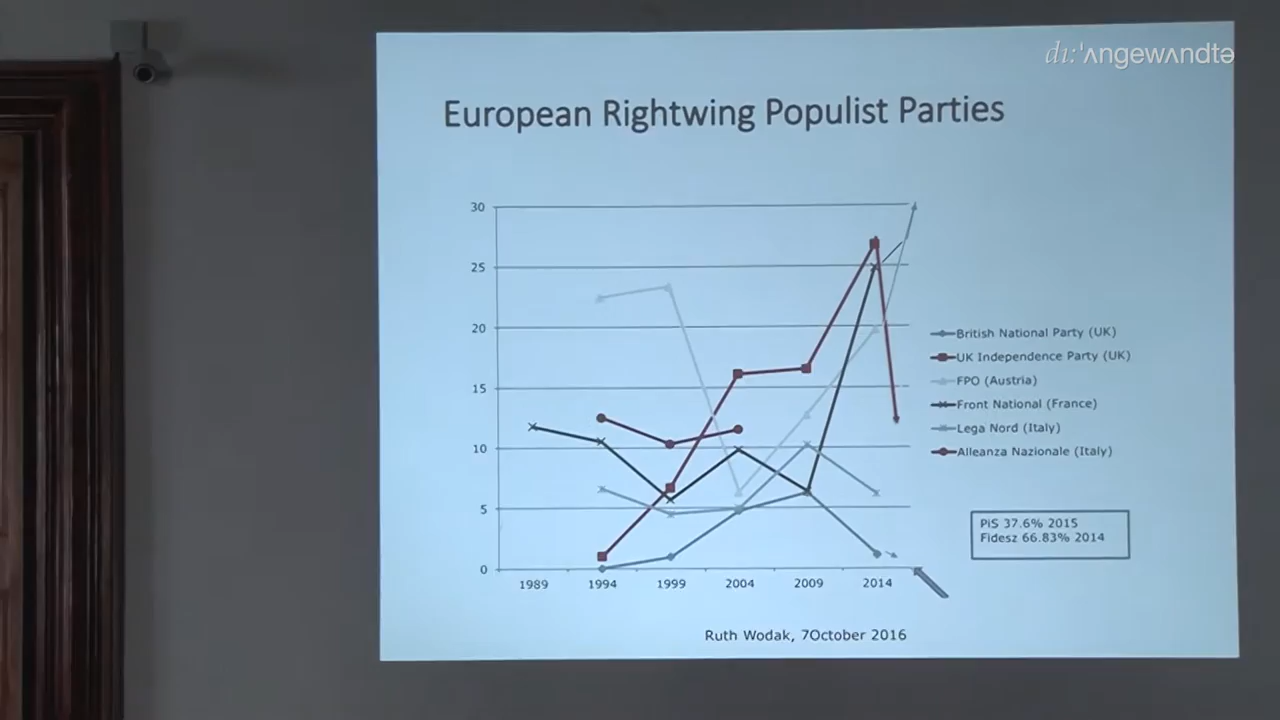 di:ˈʌngewʌndtə
European Rightwing Populist Parties
30
25
20
15
10
5
0
1989 1994 1999 2004 2009 2014
British National Party (UK)
UK Independence Party (UK)
FPO (Austria)
Front National (France)
Lega Nord (Italy)
Alleanza Nazionale (Italy)
PiS 37.6% 2015
Fidesz 66.83% 2014
Ruth Wodak, 7October 2016